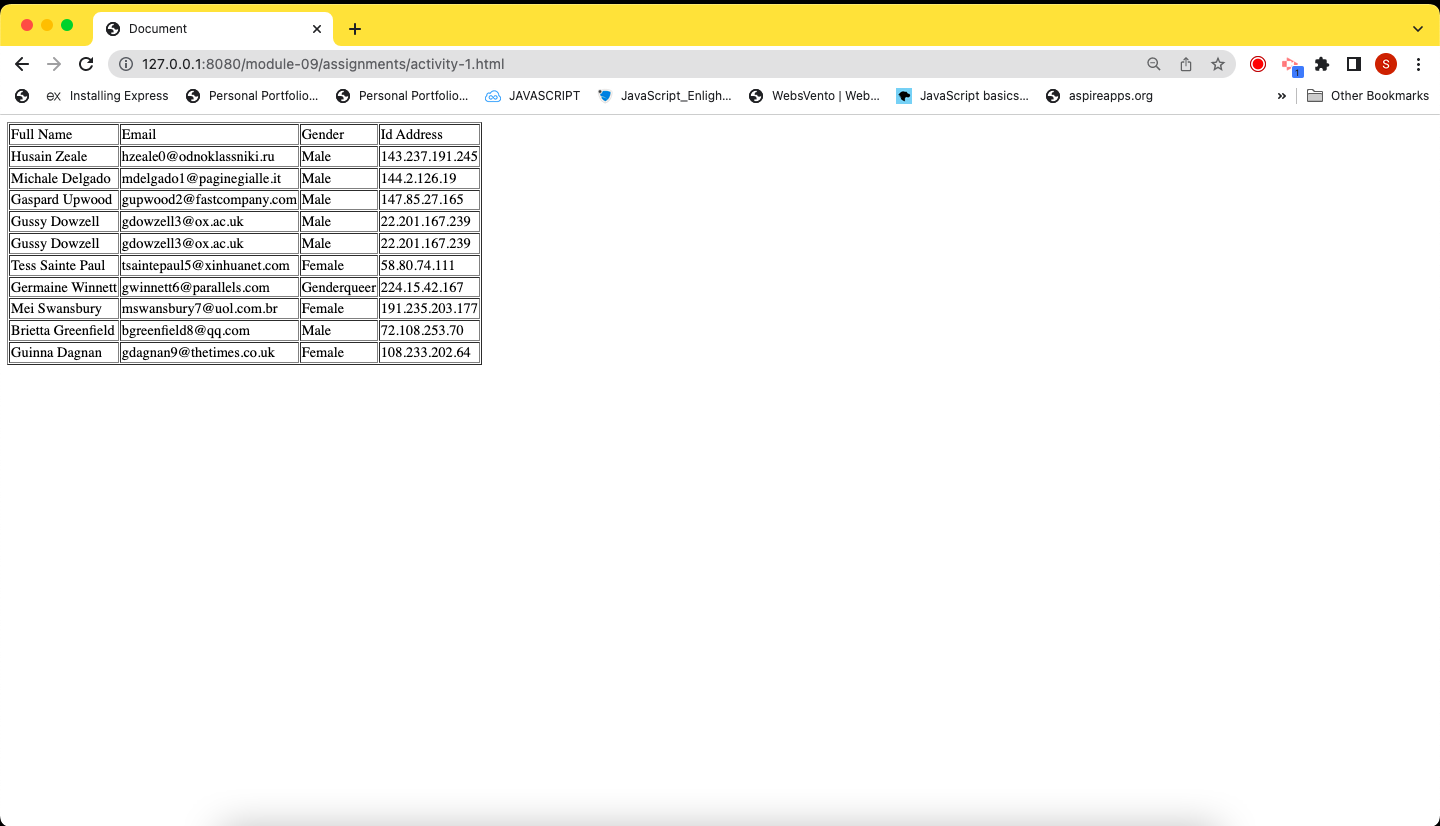 Document
127.0.0.1:8080/module-09/assignments/activity-1.html
1
S
ex Installing Express Personal Portfolio... Personal Portfolio... JAVASCRIPT JavaScript_Enligh... WebsVento | Web... JavaScript basics... aspireapps.org » Other Bookmarks
Full Name Email Gender Id Address
Husain Zeale hzeale0@odnoklassniki.ru Male 143.237.191.245
Michale Delgado mdelgado1@paginegialle.it Male 144.2.126.19
Gaspard Upwood gupwood2@fastcompany.com Male 147.85.27.165
Gussy Dowzell gdowzell3@ox.ac.uk Male 22.201.167.239
Gussy Dowzell gdowzell3@ox.ac.uk Male 22.201.167.239
Tess Sainte Paul tsaintepaul5@xinhuanet.com Female 58.80.74.111
Germaine Winnett gwinnett6@parallels.com Genderqueer 224.15.42.167
Mei Swansbury mswansbury7@uol.com.br Female 191.235.203.177
Brietta Greenfield bgreenfield8@qq.com Male 72.108.253.70
Guinna Dagnan gdagnan9@thetimes.co.uk Female 108.233.202.64